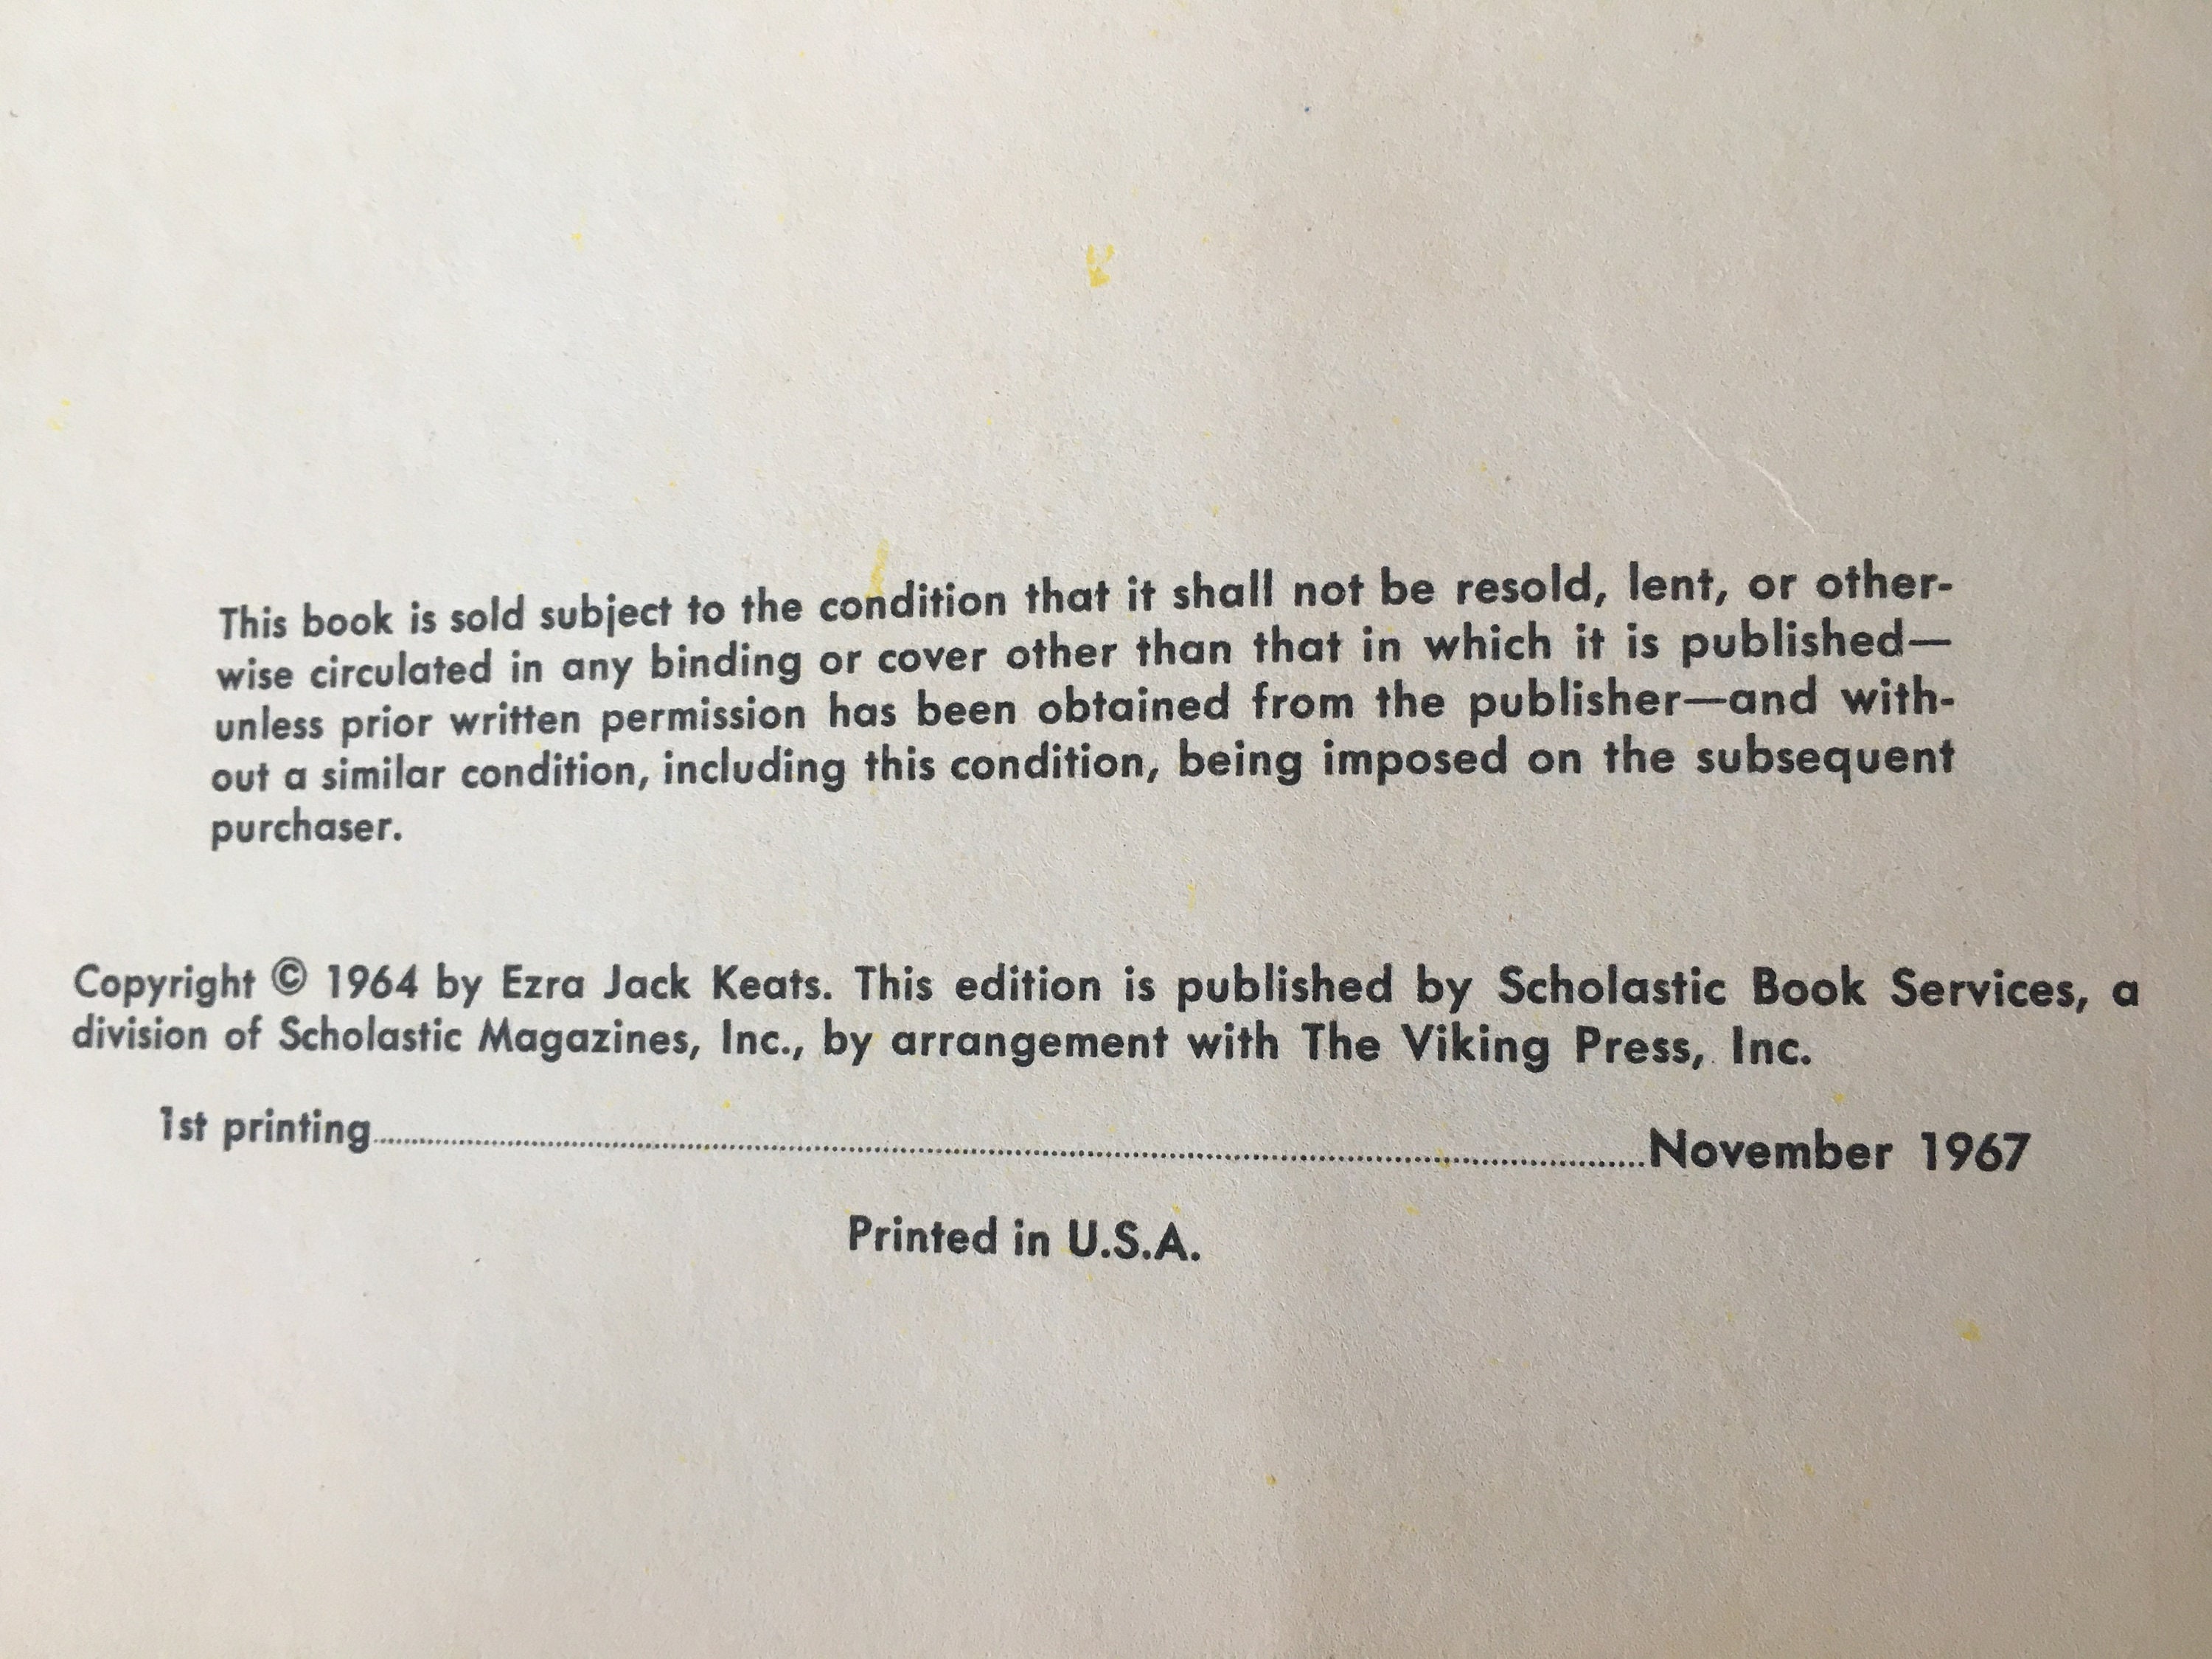 This book is sold subject to the condition that it shall not be resold, lent, or other-
wise circulated in any binding or cover other than that in which it is published—
unless prior written permission has been obtained from the publisher—and with-
out a similar condition, including this condition, being imposed on the subsequent
purchaser.
Copyright © 1964 by Ezra Jack Keats. This edition is published by Scholastic Book Services, a
division of Scholastic Magazines, Inc., by arrangement with The Viking Press, Inc.
1st printing........................................................November 1967
Printed in U.S.A.